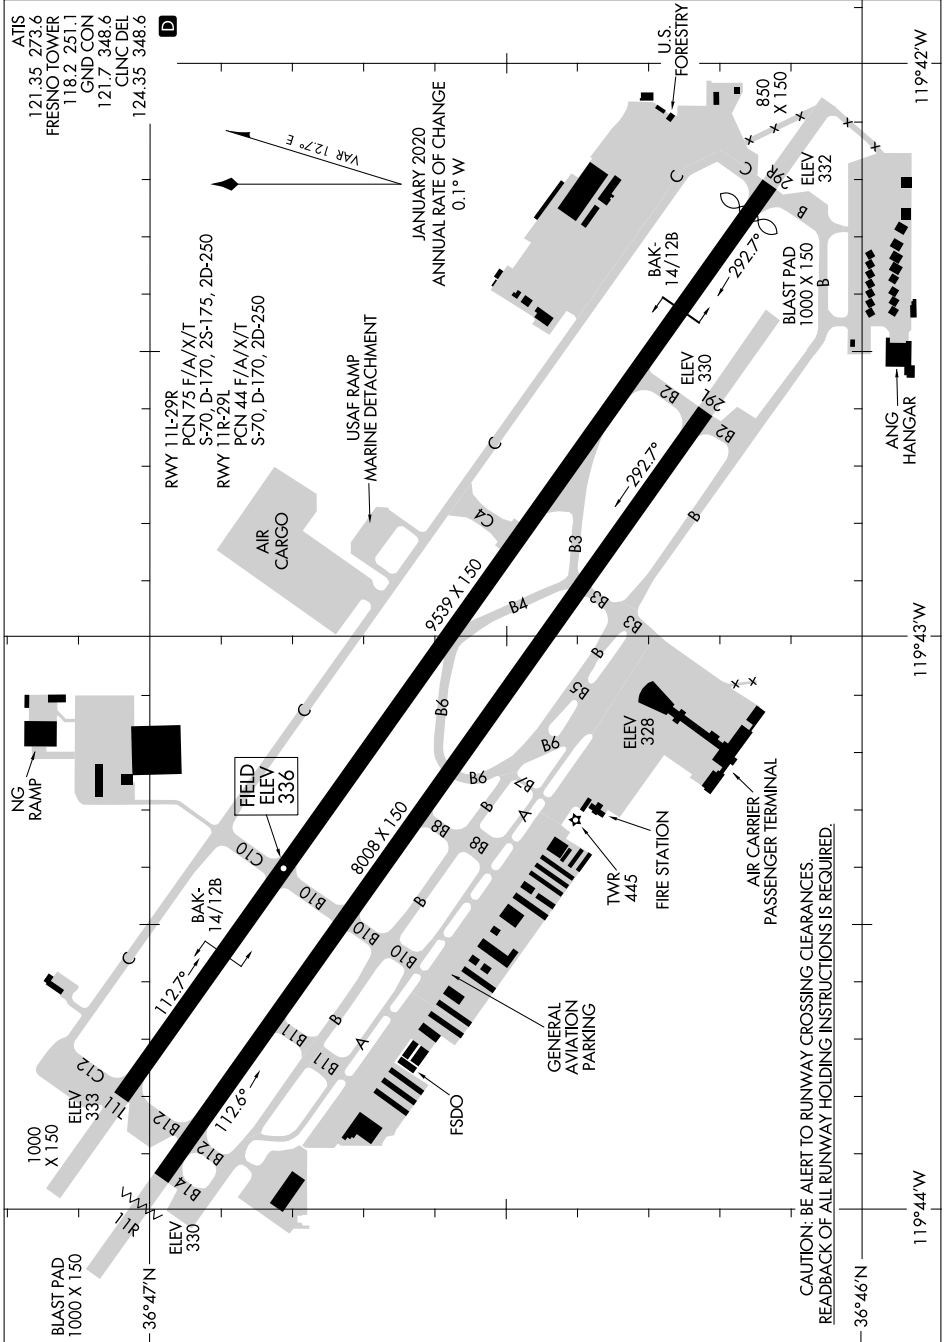 ATIS
121.35 273.6
FRESNO TOWER
118.2 251.1
GND CON
121.7 348.6
CLNC DEL
124.35 348.6
D
VAR 12.7° E
JANUARY 2020
ANNUAL RATE OF CHANGE
0.1° W
RWY 11L-29R
PCN 75 F/A/X/T
S-70, D-170, 2S-175, 2D-250
RWY 11R-29L
PCN 44 F/A/X/T
S-70, D-170, 2D-250
U.S.
FORESTRY
850
X 150
C
C
29R
ELEV
332
B
BLAST PAD
1000 X 150
B
BAK-
14/12B
292.7°
ANG
HANGAR
USAF RAMP
MARINE DETACHMENT
AIR
CARGO
C
C4
B2
ELEV
330
29L
B2
292.7°
B
B3
B3
B3
B4
9539 X 150
NG
RAMP
C
B6
B
B5
B6
B6
B7
ELEV
328
FIELD
ELEV
336
8008 X 150
B8
B
B8
A
TWR
445
FIRE STATION
AIR CARRIER
PASSENGER TERMINAL
C10
B10
B10
B10
B
BAK-
14/12B
C
112.7°
GENERAL
AVIATION
PARKING
B11
B
B11
A
FSDO
C12
ELEV
333
11L
1000
X 150
B12
B12
112.6°
B14
11R
ELEV
330
BLAST PAD
1000 X 150
CAUTION: BE ALERT TO RUNWAY CROSSING CLEARANCES.
READBACK OF ALL RUNWAY HOLDING INSTRUCTIONS IS REQUIRED.
36°47'N
36°46'N
119°42'W
119°43'W
119°44'W